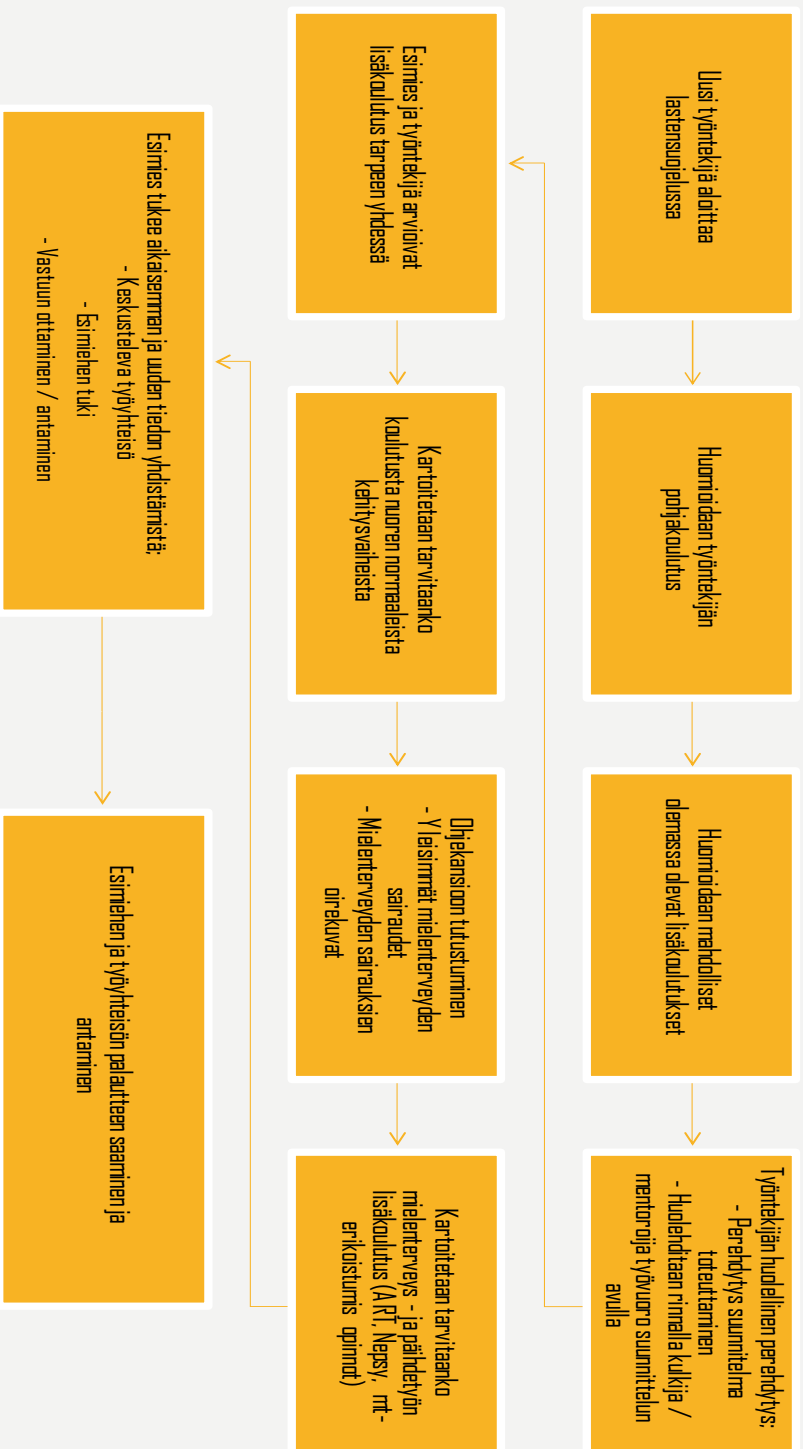 Uusi työntekijä aloittaa
lastensuojelussa
Huomioidaan työntekijän
pohjakoulutus
Huomioidaan mahdolliset
olemassa olevat lisäkoulutukset
Työntekijän huolellinen perehdytys;
- Perehdytys suunnitelma
toteuttaminen
- Huolehditaan rinnalla kulkija /
mentoroija työvuoro suunnittelun
avulla
Esimies ja työntekijä arvioivat
lisäkoulutus tarpeen yhdessä
Kartoitetaan tarvitaanko
koulutusta nuoren normaaleista
kehitysvaiheista
Ohjekansioon tutustuminen
- Yleisimmät mielenterveyden
sairaudet
- Mielenterveyden sairauksien
oirekuvat
Kartoitetaan tarvitaanko
mielenterveys - ja päihdetyön
lisäkoulutus (ART, Nepsy, mt-
erikoistumis opinnot)
Esimies tukee aikaisemman ja uuden tiedon yhdistämistä;
- Keskusteleva työyhteisö
- Esimiehen tuki
- Vastuun ottaminen / antaminen
Esimiehen ja työyhteisön palautteen saaminen ja
antaminen